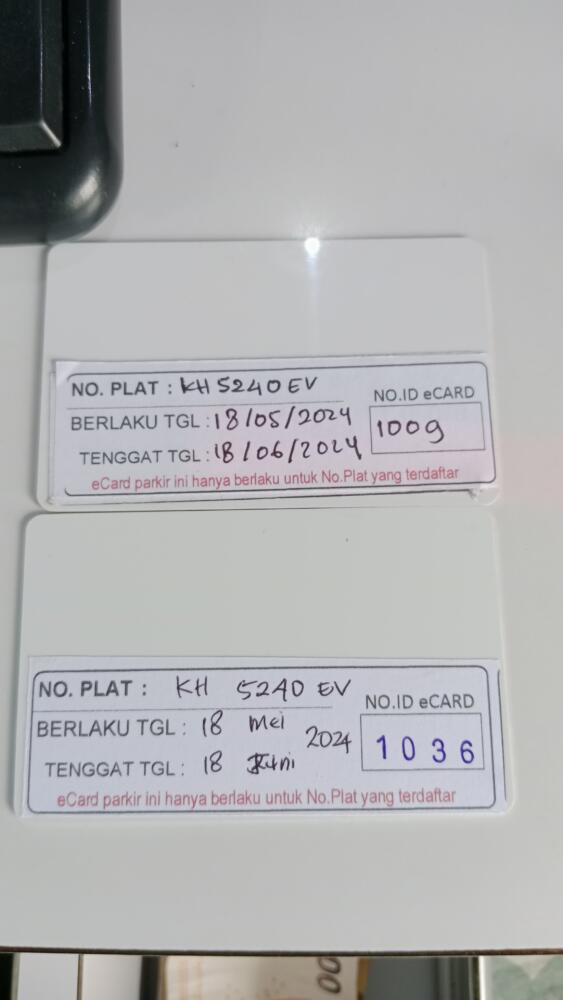 NO. PLAT : KH 5240 EV
NO.ID eCARD
BERLAKU TGL : 18/05/2024
1009
TENGGAT TGL : 18/06/2024
eCard parkir ini hanya berlaku untuk No.Plat yang terdaftar
NO. PLAT : KH 5240 EV
NO.ID eCARD
BERLAKU TGL : 18 Mei
2024
1036
TENGGAT TGL : 18 Juni
eCard parkir ini hanya berlaku untuk No.Plat yang terdaftar
00